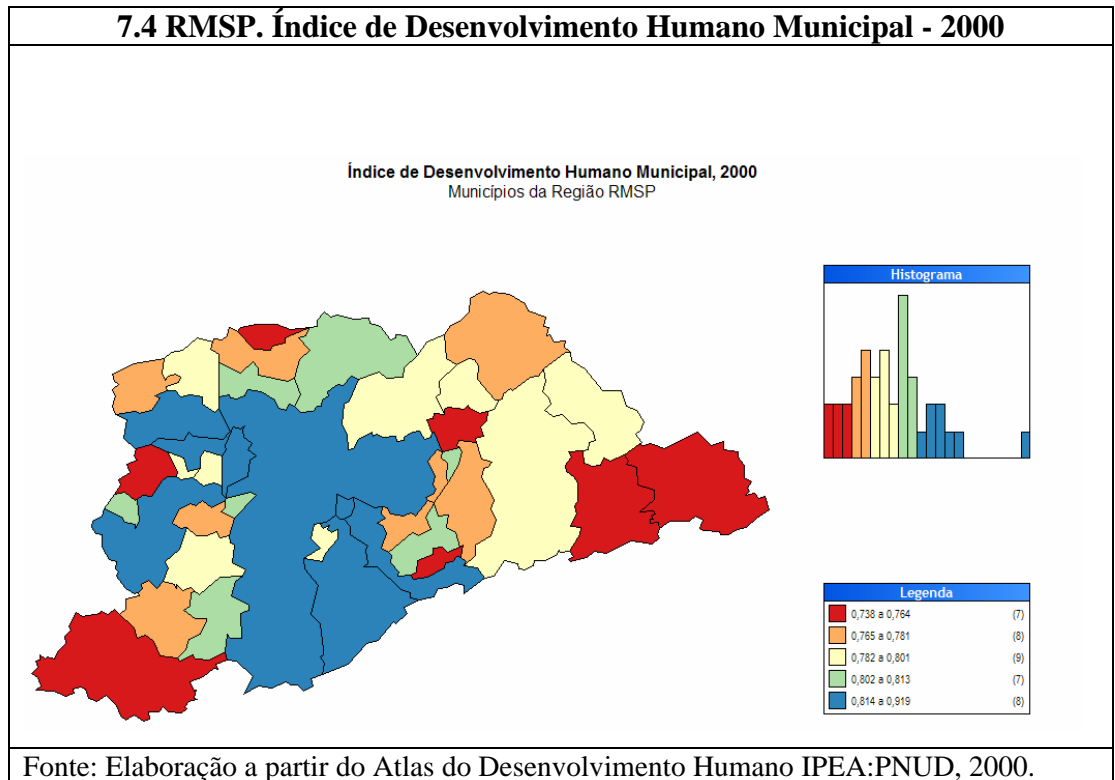 7.4 RMSP. Índice de Desenvolvimento Humano Municipal - 2000
Índice de Desenvolvimento Humano Municipal, 2000
Municípios da Região RMSP
Histograma
Legenda
0,738 a 0,764 (7)
0,765 a 0,781 (8)
0,782 a 0,801 (9)
0,802 a 0,813 (7)
0,814 a 0,919 (8)
Fonte: Elaboração a partir do Atlas do Desenvolvimento Humano IPEA:PNUD, 2000.